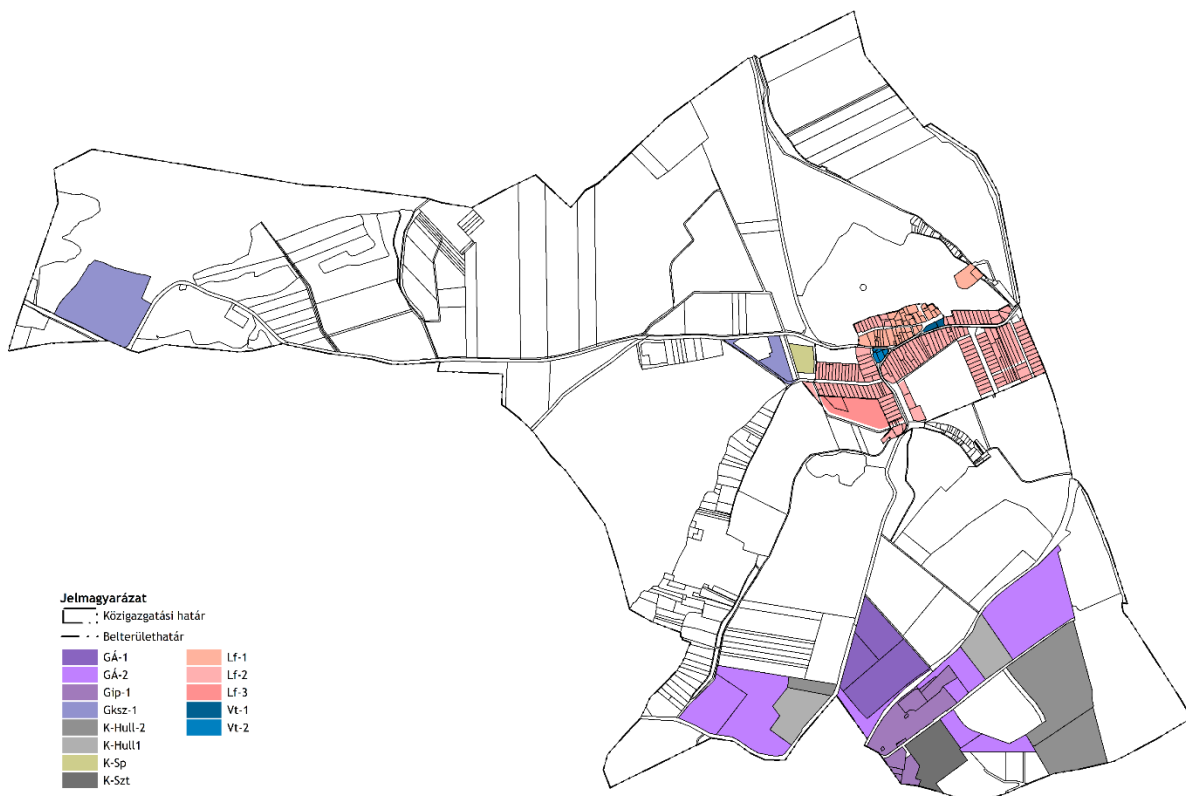 Jelmagyarázat
Közigazgatási határ
Belterülethatár
GÁ-1
GÁ-2
Gip-1
Gksz-1
K-Hull-2
K-Hull1
K-Sp
K-Szt
Lf-1
Lf-2
Lf-3
Vt-1
Vt-2